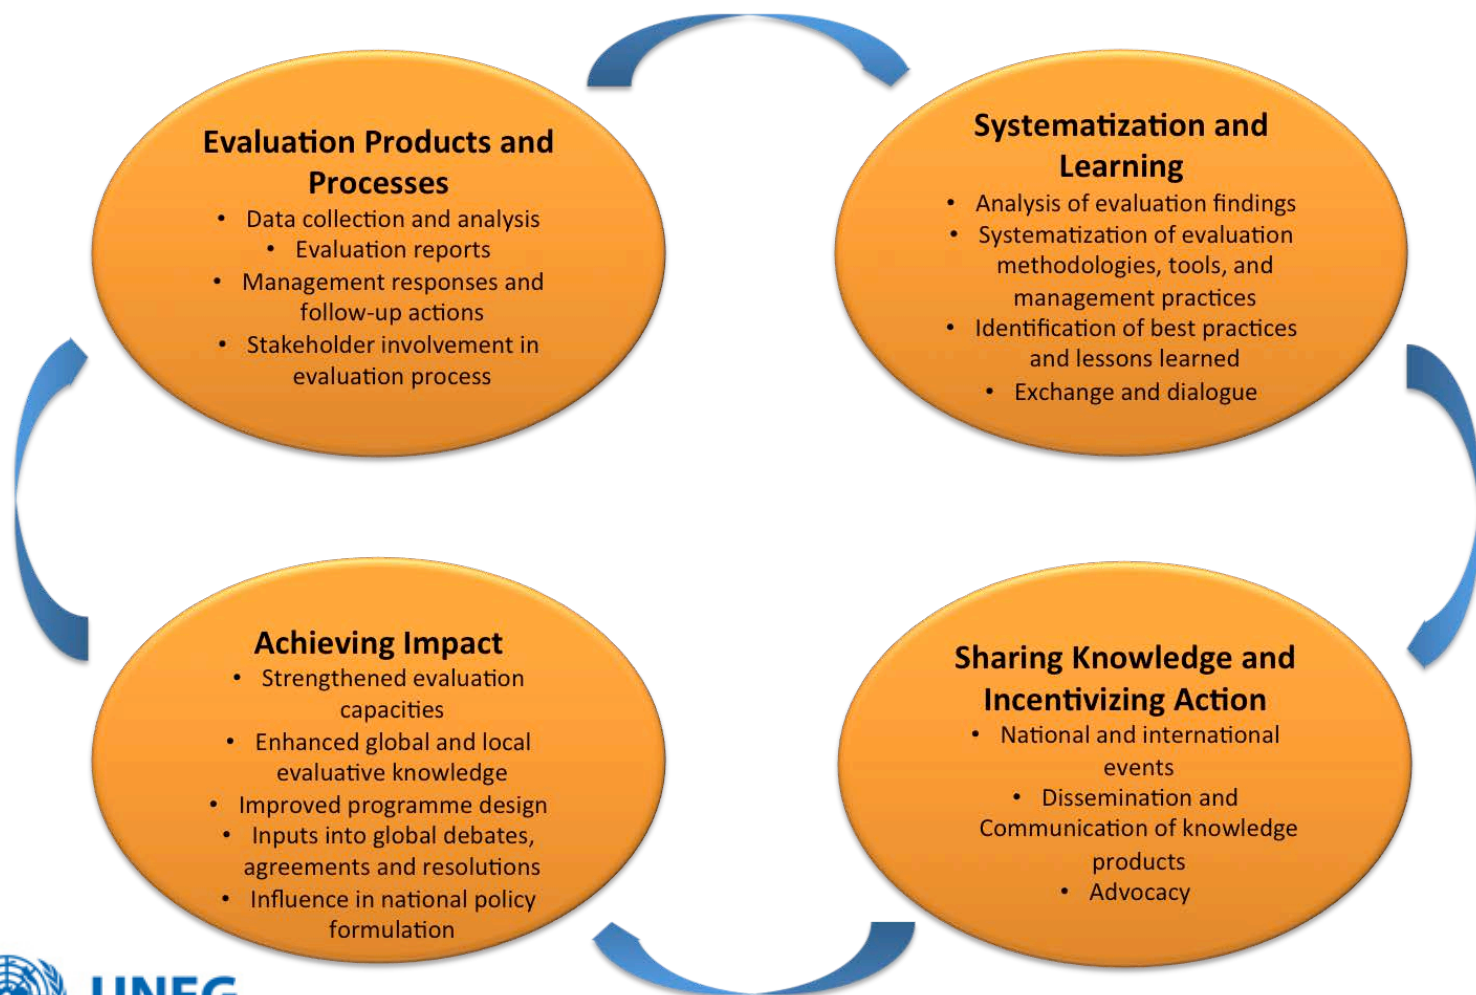 Evaluation Products and
Processes
• Data collection and analysis
• Evaluation reports
• Management responses and
follow-up actions
• Stakeholder involvement in
evaluation process
Systematization and
Learning
• Analysis of evaluation findings
• Systematization of evaluation
methodologies, tools, and
management practices
• Identification of best practices
and lessons learned
• Exchange and dialogue
Achieving Impact
• Strengthened evaluation
capacities
• Enhanced global and local
evaluative knowledge
• Improved programme design
• Inputs into global debates,
agreements and resolutions
• Influence in national policy
formulation
Sharing Knowledge and
Incentivizing Action
• National and international
events
• Dissemination and
Communication of knowledge
products
• Advocacy
UNEG